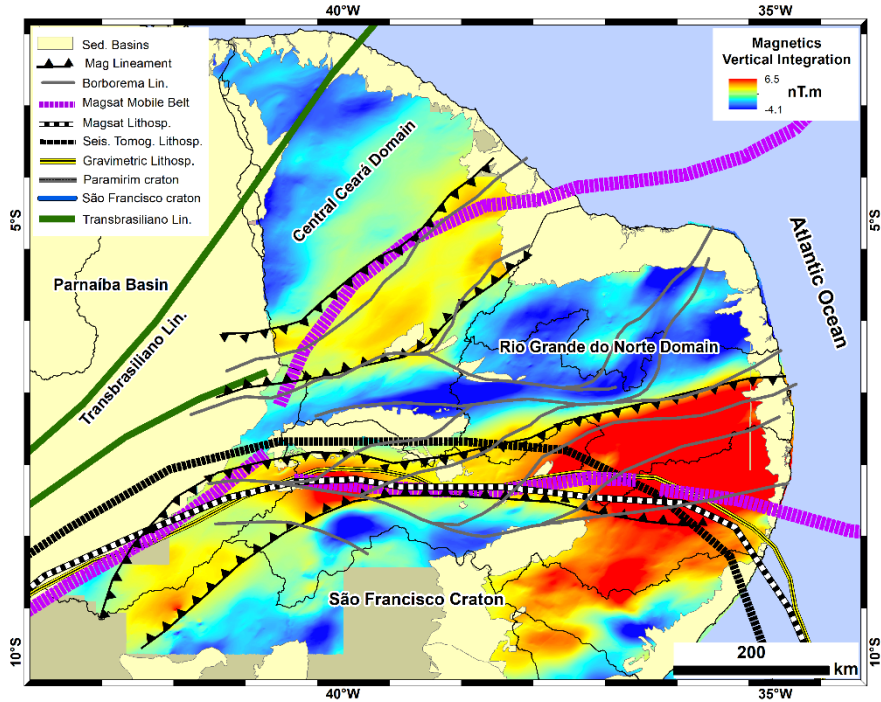 40°W
35°W
Sed. Basins
Mag Lineament
Borborema Lin.
Magsat Mobile Belt
Magsat Lithosp.
Seis. Tomog. Lithosp.
Gravimetric Lithosp.
Paramirim craton
São Francisco craton
Transbrasiliano Lin.
Magnetics
Vertical Integration
6.5
nT.m
-4.1
Central Ceará Domain
5°S
5°S
Atlantic Ocean
Parnaíba Basin
Transbrasiliano Lin.
Rio Grande do Norte Domain
São Francisco Craton
10°S
10°S
200
km
40°W
35°W